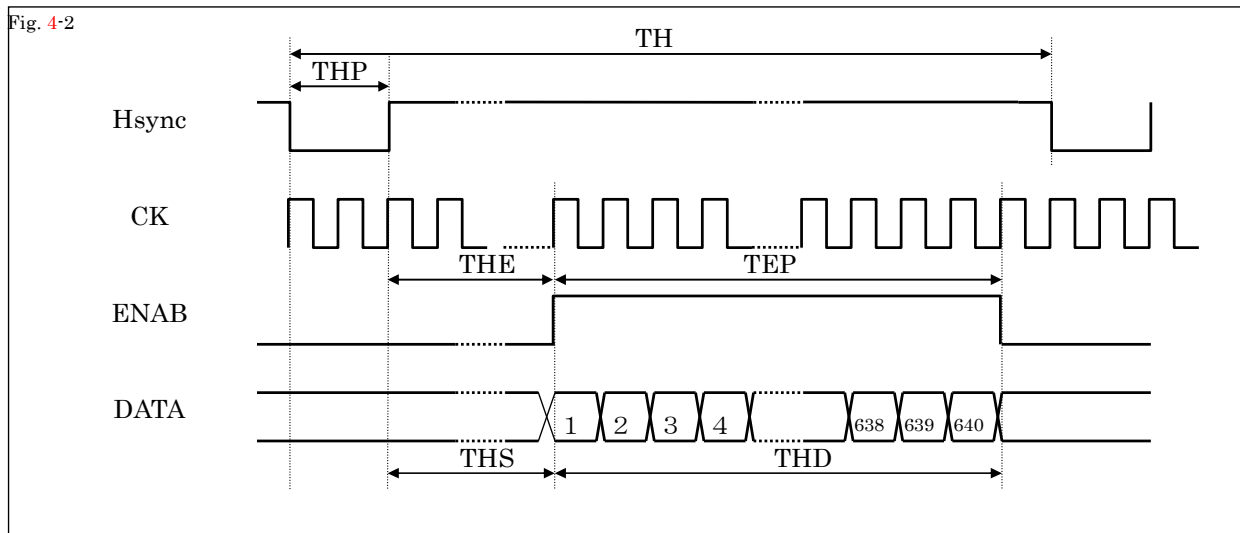 Fig. 4-2
TH
THP
Hsync
CK
THE TEP
ENAB
DATA 1 2 3 4 638 639 640
THS THD